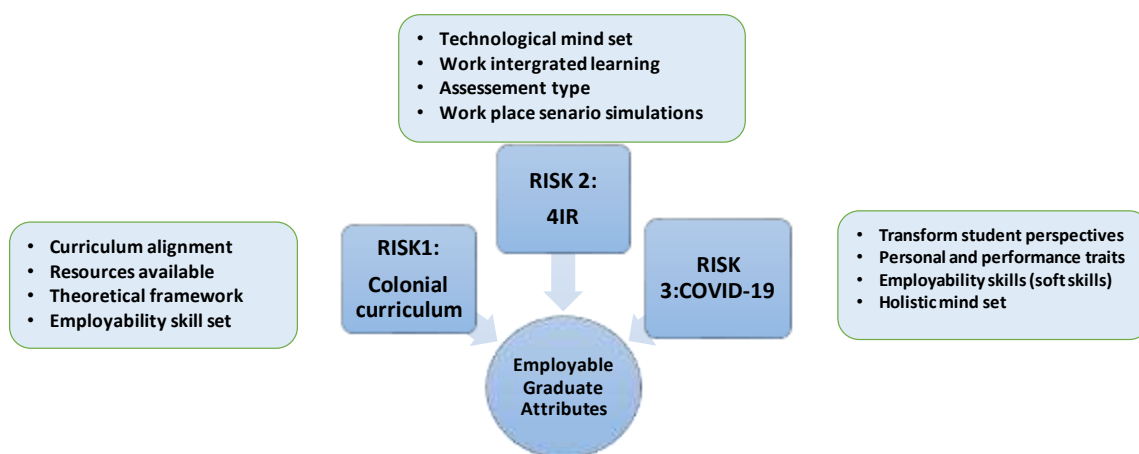 • Technological mind set
• Work intergrated learning
• Assessement type
• Work place senario simulations
RISK 2:
4IR
RISK1:
Colonial
curriculum
RISK
3:COVID-19
• Curriculum alignment
• Resources available
• Theoretical framework
• Employability skill set
• Transform student perspectives
• Personal and performance traits
• Employability skills (soft skills)
• Holistic mind set
Employable
Graduate
Attributes